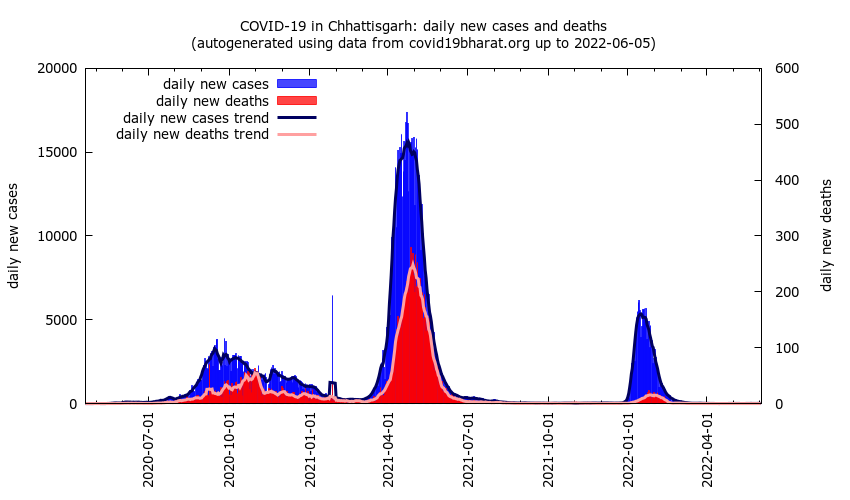 COVID-19 in Chhattisgarh: daily new cases and deaths
(autogenerated using data from covid19bharat.org up to 2022-06-05)
daily new cases
daily new deaths
daily new cases trend
daily new deaths trend
20000
15000
10000
5000
0
600
500
400
300
200
100
0
daily new cases
daily new deaths
2020-07-01
2020-10-01
2021-01-01
2021-04-01
2021-07-01
2021-10-01
2022-01-01
2022-04-01